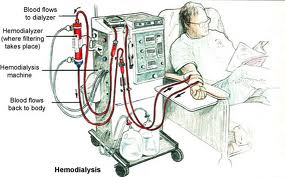 Blood flows
to dialyzer
Hemodialyzer
(where filtering
takes place)
Hemodialysis
machine
Blood flows
back to body
Hemodialysis